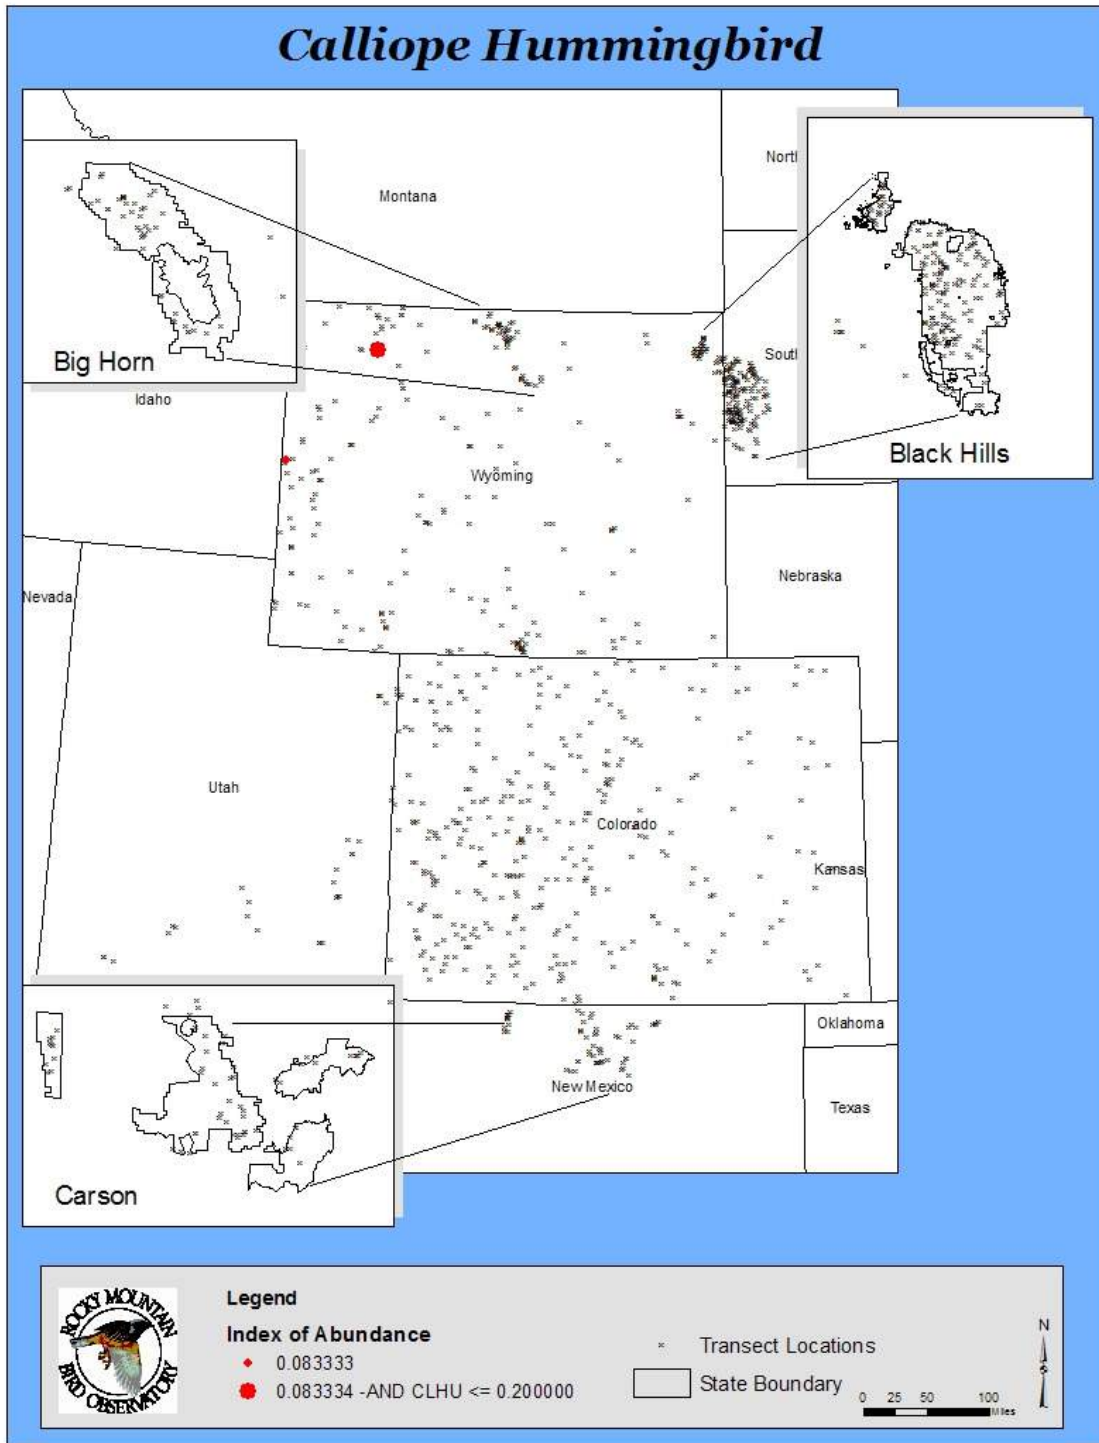 Calliope Hummingbird
Montana
North
Big Horn
South
Idaho
Black Hills
Wyoming
Nevada
Nebraska
Utah
Colorado
Kansas
Oklahoma
New Mexico
Texas
Carson
ROCKY MOUNTAIN
BIRD OBSERVATORY
Legend
Index of Abundance
0.083333
0.083334 -AND CLHU <= 0.200000
Transect Locations
State Boundary
N
0 25 50 100
Miles